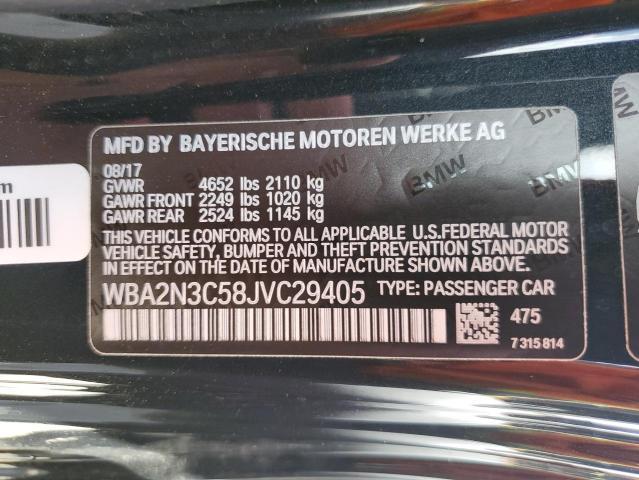 m
MFD BY BAYERISCHE MOTOREN WERKE AG
08/17
GVWR 4652 lbs 2110 kg
GAWR FRONT 2249 lbs 1020 kg
GAWR REAR 2524 lbs 1145 kg
THIS VEHICLE CONFORMS TO ALL APPLICABLE U.S.FEDERAL MOTOR
VEHICLE SAFETY, BUMPER AND THEFT PREVENTION STANDARDS
IN EFFECT ON THE DATE OF MANUFACTURE SHOWN ABOVE.
WBA2N3C58JVC29405 TYPE: PASSENGER CAR
475
7 315 814
BMW
BMW
BMW